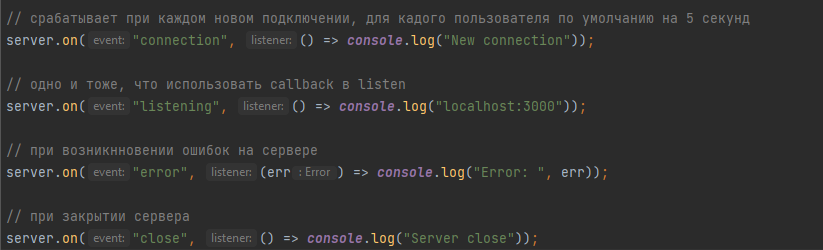 // срабатывает при каждом новом подключении, для кадого пользователя по умолчанию на 5 секунд
server.on( event: "connection", listener: () => console.log("New connection"));
// одно и тоже, что использовать callback в listen
server.on( event: "listening", listener: () => console.log("localhost:3000"));
// при возникнновении ошибок на сервере
server.on( event: "error", listener: (err : Error ) => console.log("Error: ", err));
// при закрытии сервера
server.on( event: "close", listener: () => console.log("Server close"));